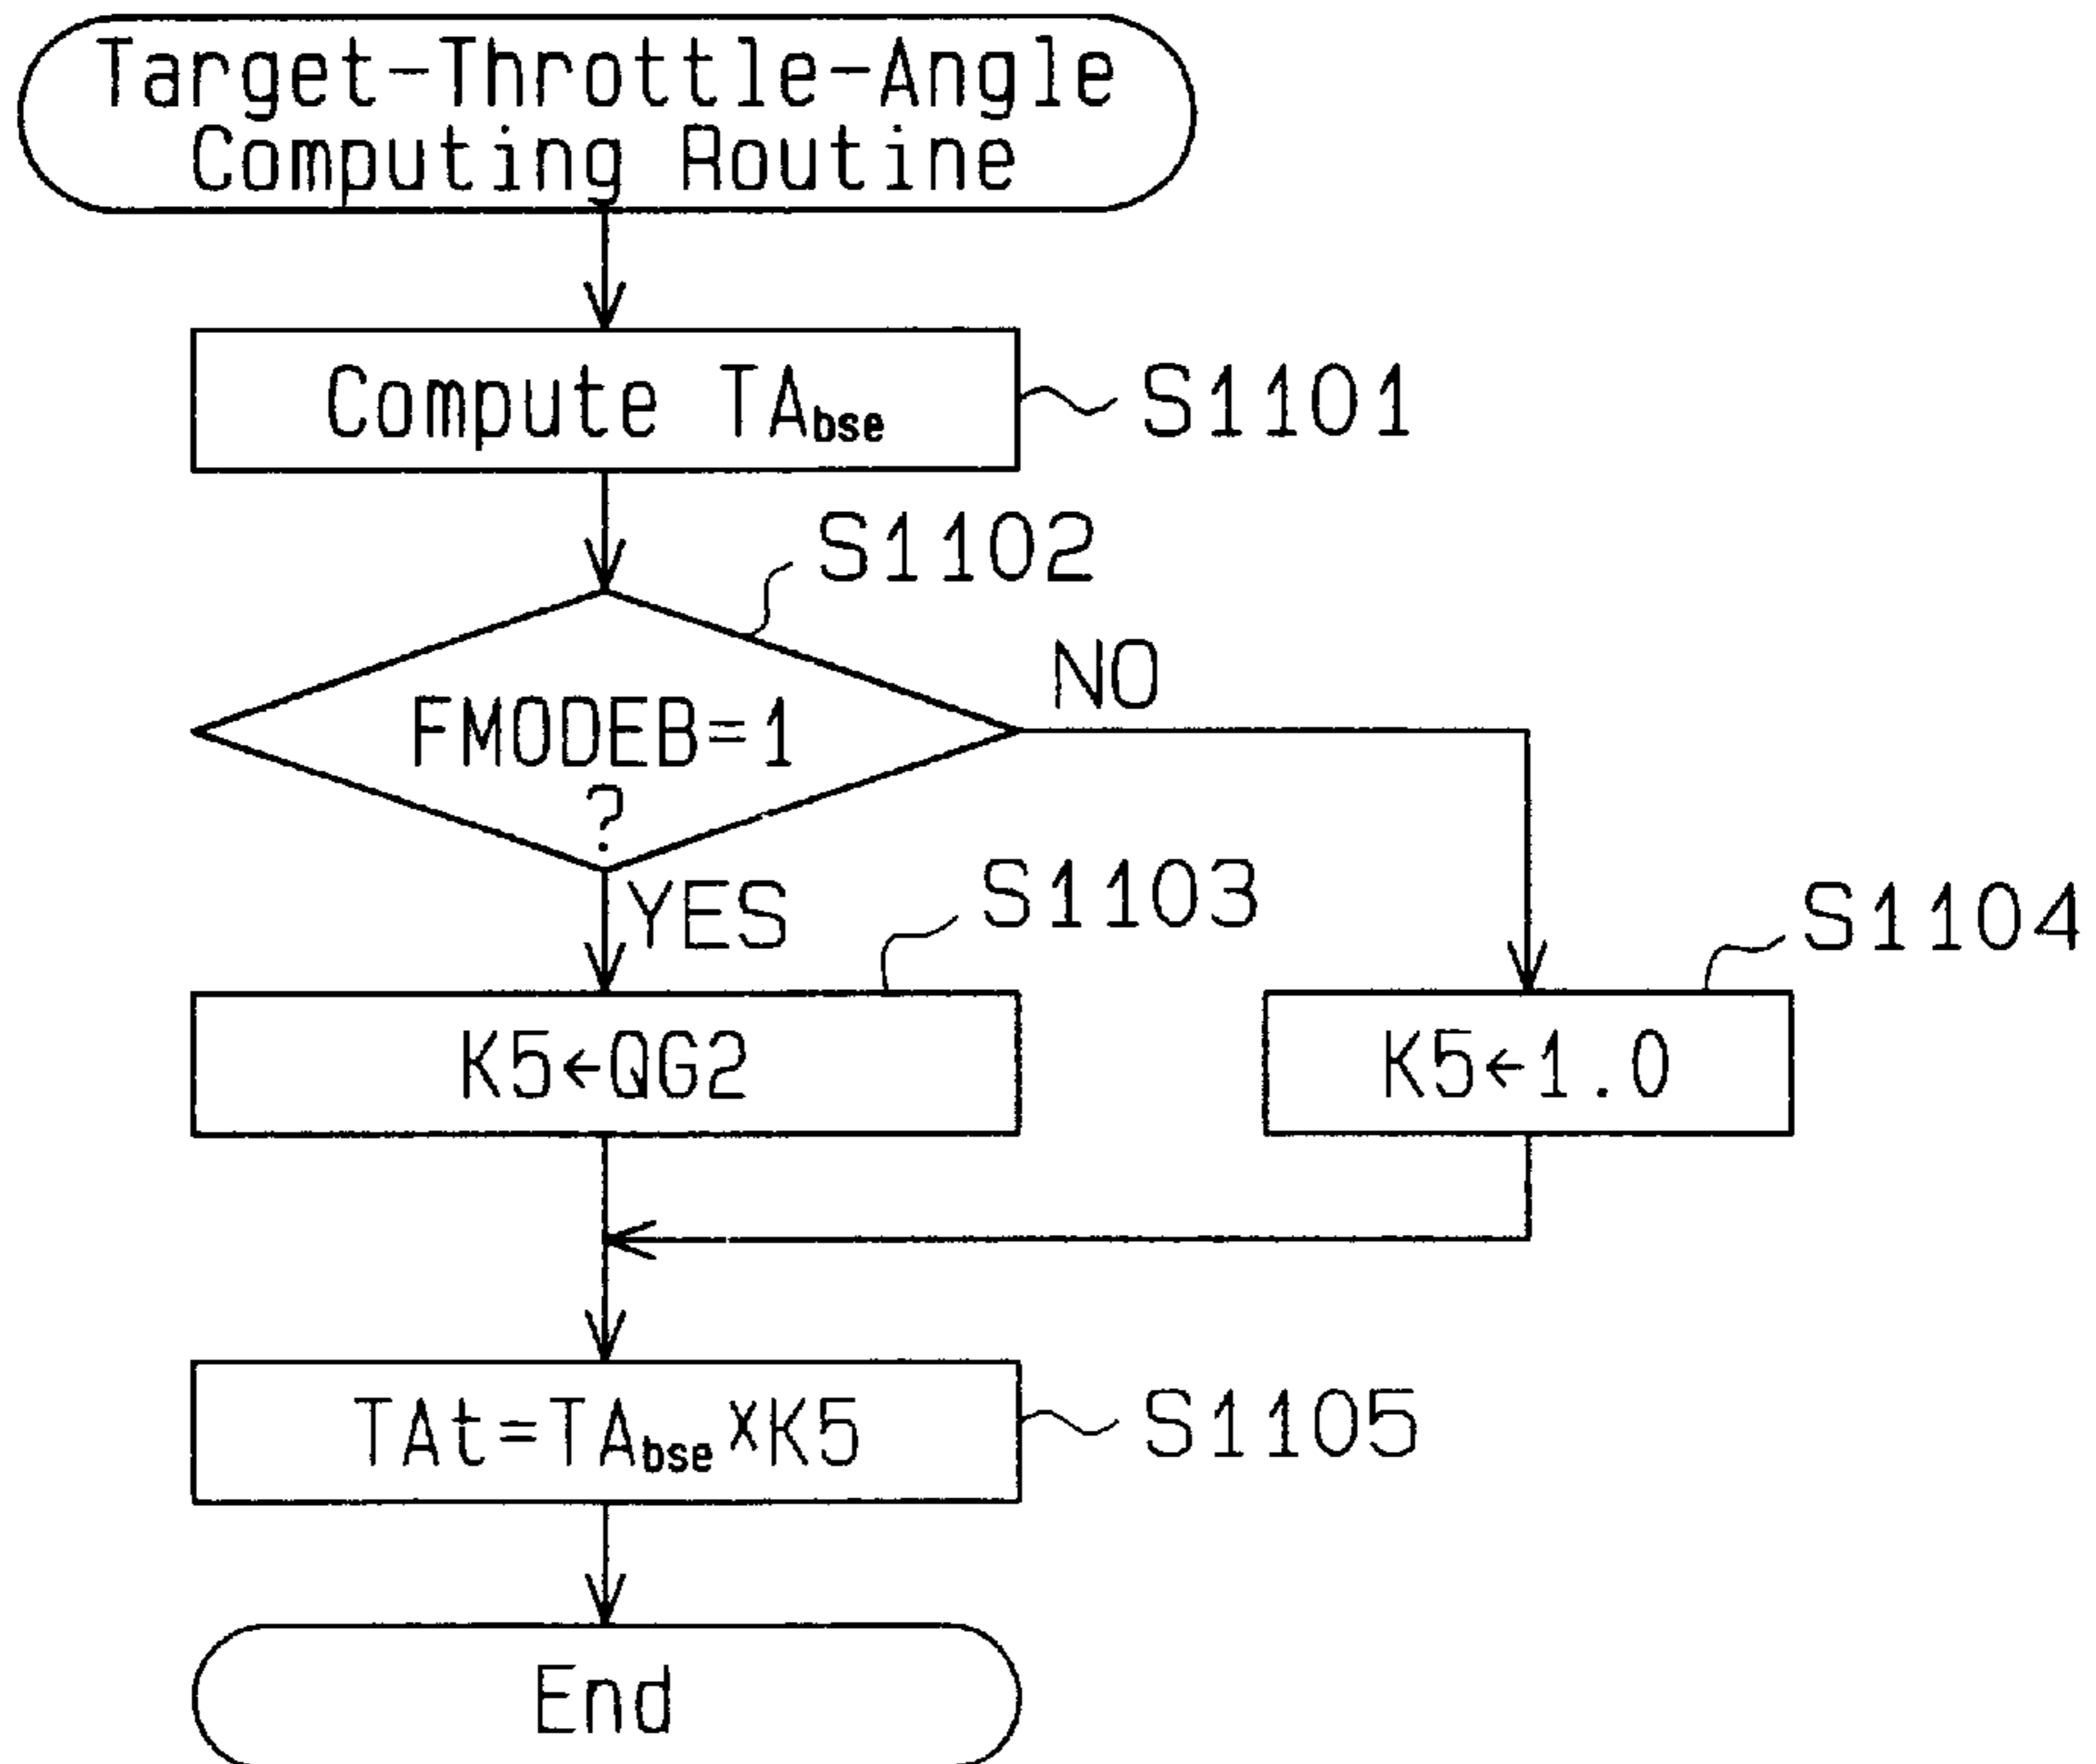 Target-Throttle-Angle
Computing Routine
Compute TAbse
S1101
S1102
FMODEB=1
?
NO
YES
S1103
S1104
K5←QG2
K5←1.0
TAt=TAbse×K5
S1105
End